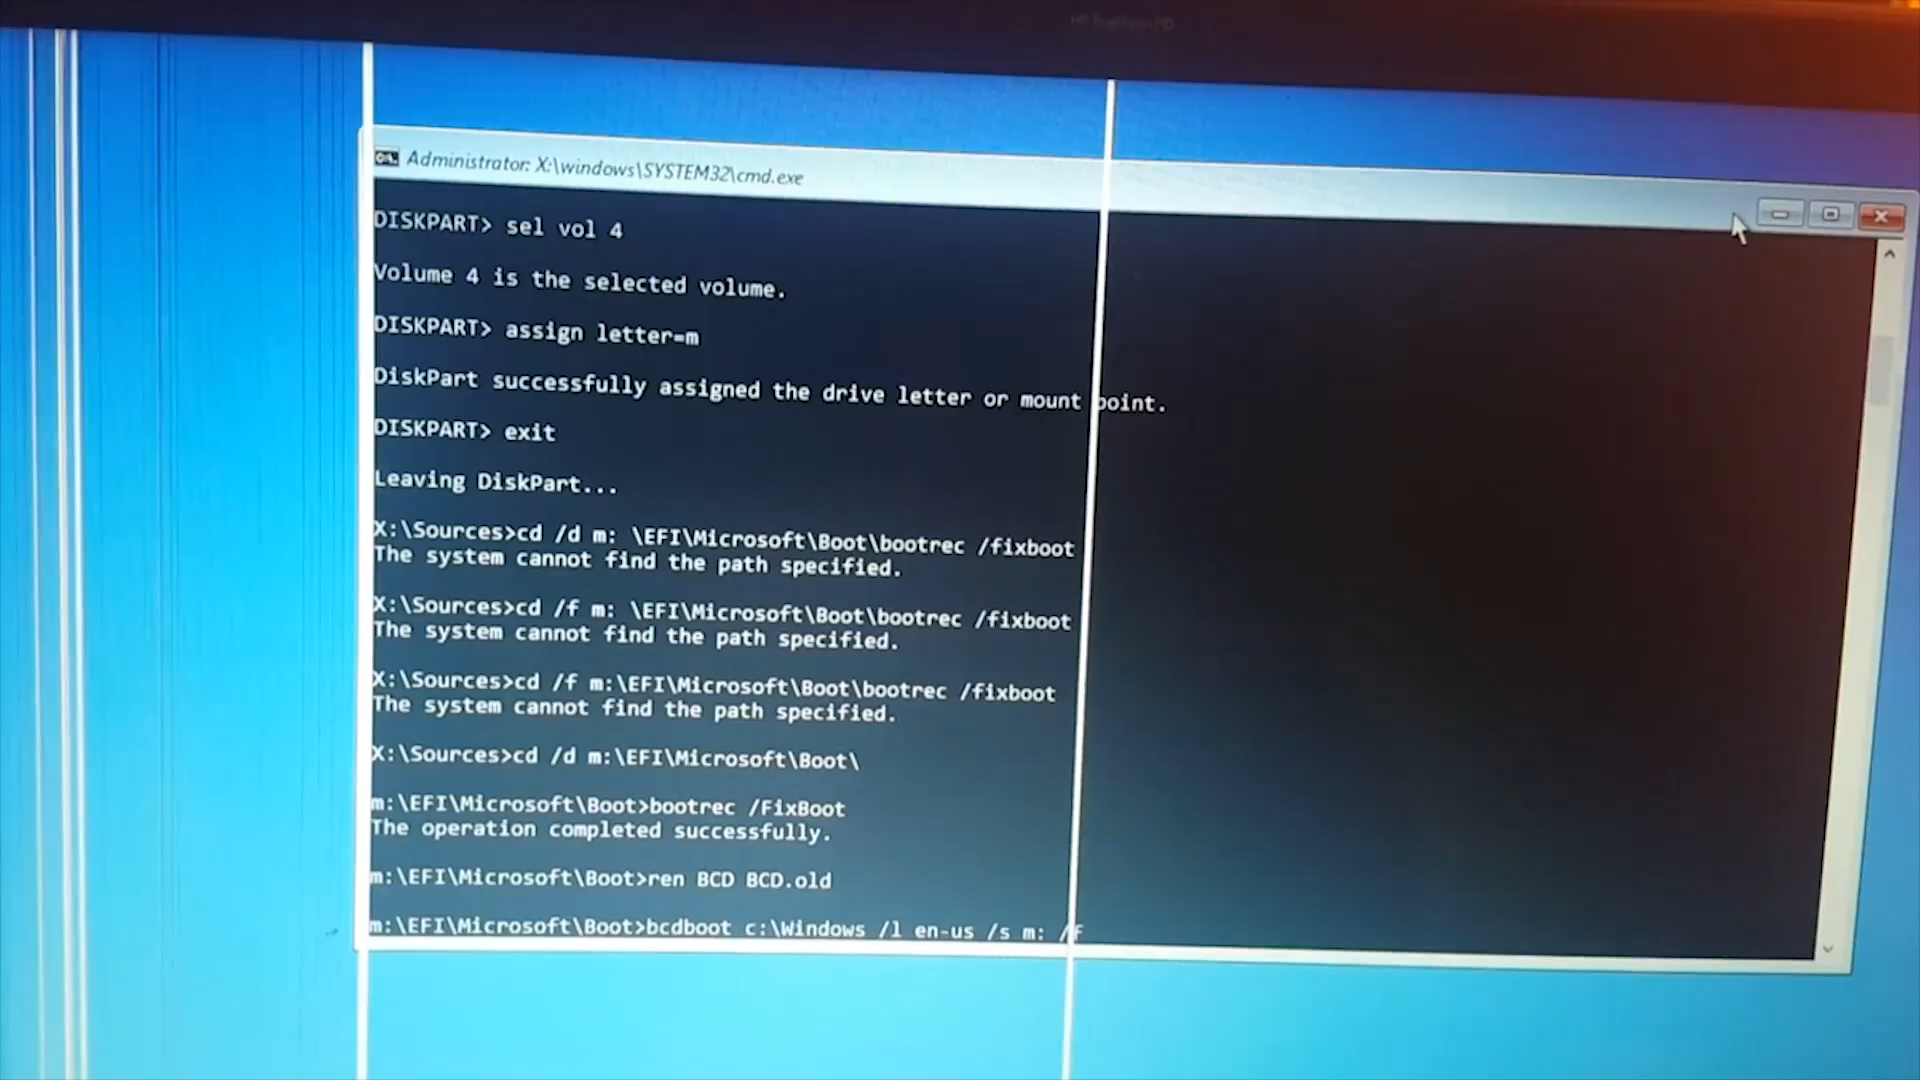 Administrator: X:\windows\SYSTEM32\cmd.exe
DISKPART> sel vol 4
Volume 4 is the selected volume.
DISKPART> assign letter=m
DiskPart successfully assigned the drive letter or mount point.
DISKPART> exit
Leaving DiskPart...
X:\Sources>cd /d m: \EFI\Microsoft\Boot\bootrec /fixboot
The system cannot find the path specified.
X:\Sources>cd /f m: \EFI\Microsoft\Boot\bootrec /fixboot
The system cannot find the path specified.
X:\Sources>cd /f m:\EFI\Microsoft\Boot\bootrec /fixboot
The system cannot find the path specified.
X:\Sources>cd /d m:\EFI\Microsoft\Boot\
m:\EFI\Microsoft\Boot>bootrec /FixBoot
The operation completed successfully.
m:\EFI\Microsoft\Boot>ren BCD BCD.old
m:\EFI\Microsoft\Boot>bcdboot c:\Windows /l en-us /s m: /f